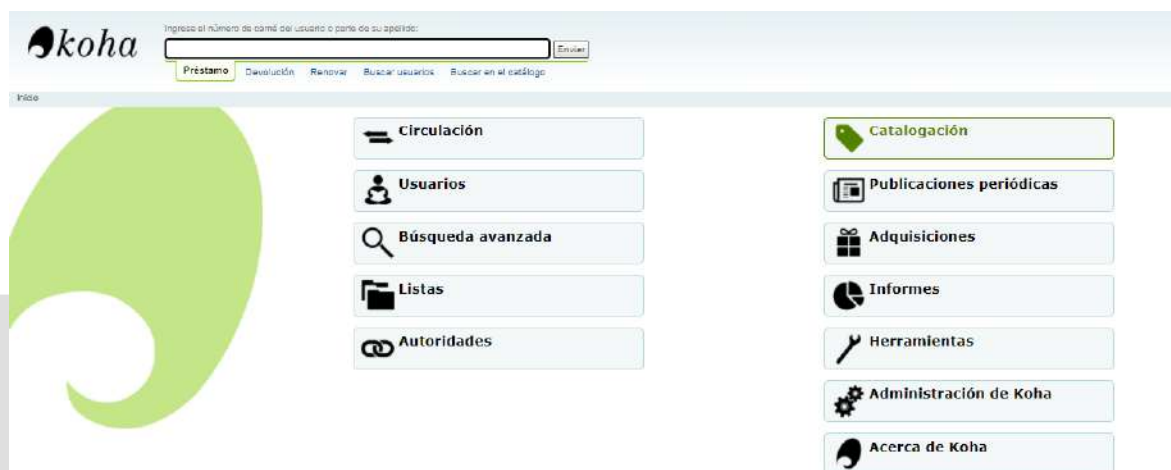 koha
Ingrese el número de carné del usuario o parte de su apellido:
Enviar
Préstamo Devolución Renovar Buscar usuarios Buscar en el catálogo
Inicio
Circulación
Usuarios
Búsqueda avanzada
Listas
Autoridades
Catalogación
Publicaciones periódicas
Adquisiciones
Informes
Herramientas
Administración de Koha
Acerca de Koha